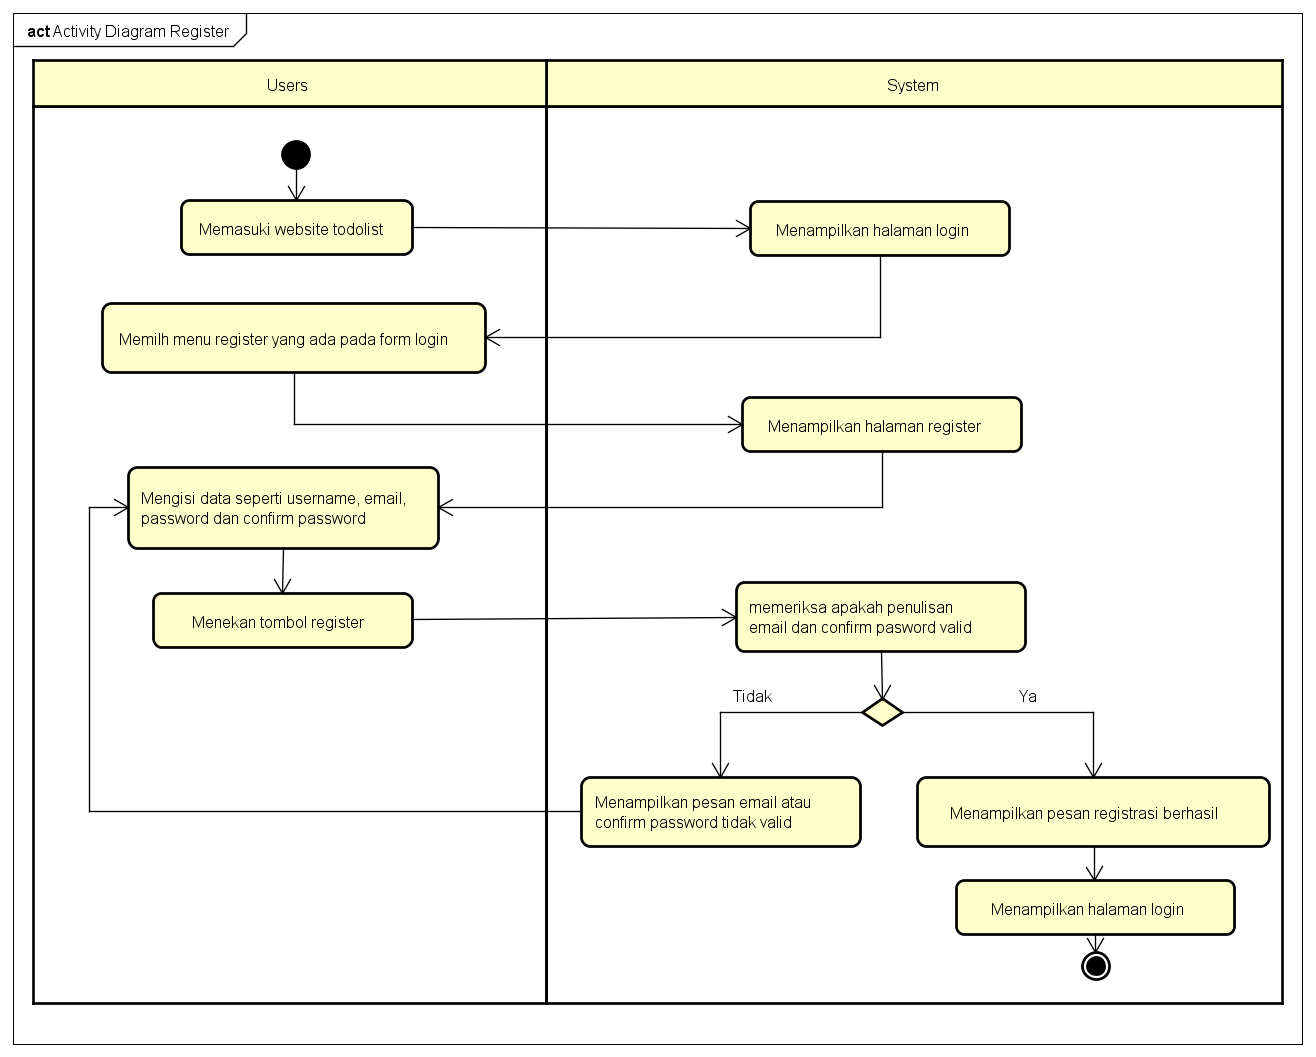 act Activity Diagram Register
Users
System
Memasuki website todolist
Menampilkan halaman login
Memilh menu register yang ada pada form login
Menampilkan halaman register
Mengisi data seperti username, email,
password dan confirm password
Menekan tombol register
memeriksa apakah penulisan
email dan confirm pasword valid
Tidak
Ya
Menampilkan pesan email atau
confirm password tidak valid
Menampilkan pesan registrasi berhasil
Menampilkan halaman login